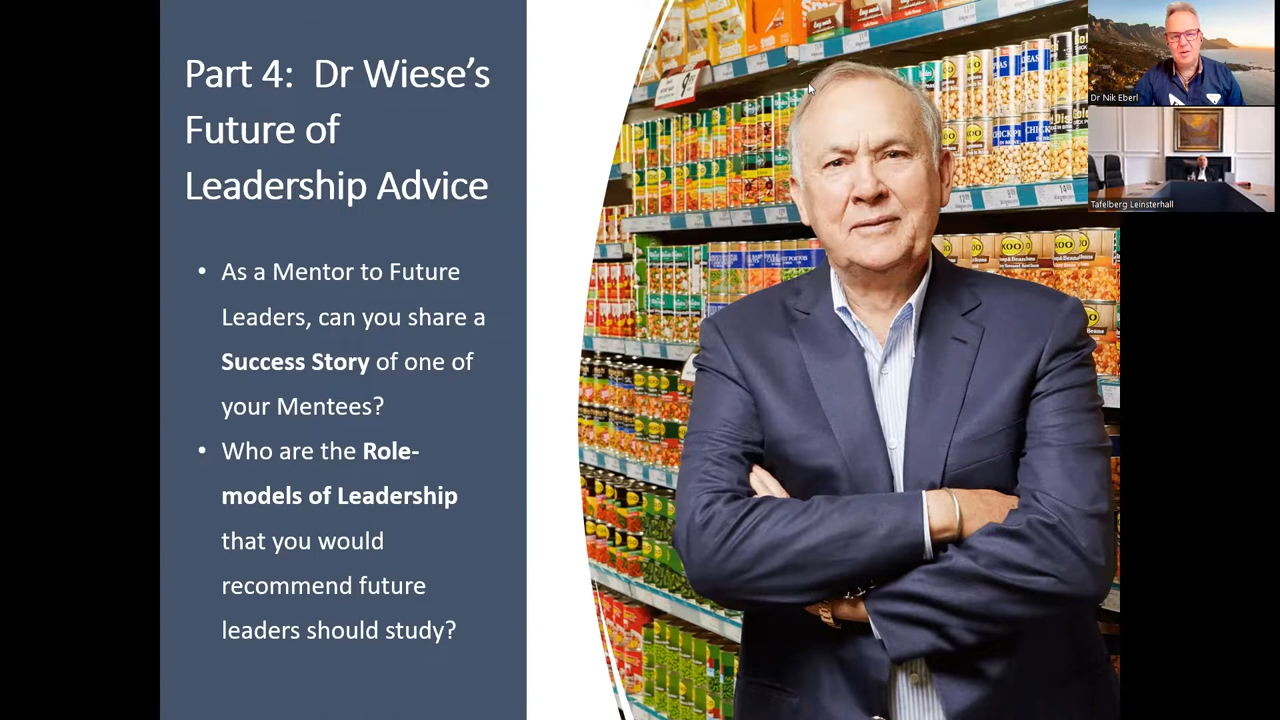 Part 4:  Dr Wiese’s
Future of
Leadership Advice
• As a Mentor to Future
Leaders, can you share a
Success Story of one of
your Mentees?
• Who are the Role-
models of Leadership
that you would
recommend future
leaders should study?
Dr Nik Eberl
Tafelberg Leinsterhall
KOO
KOO